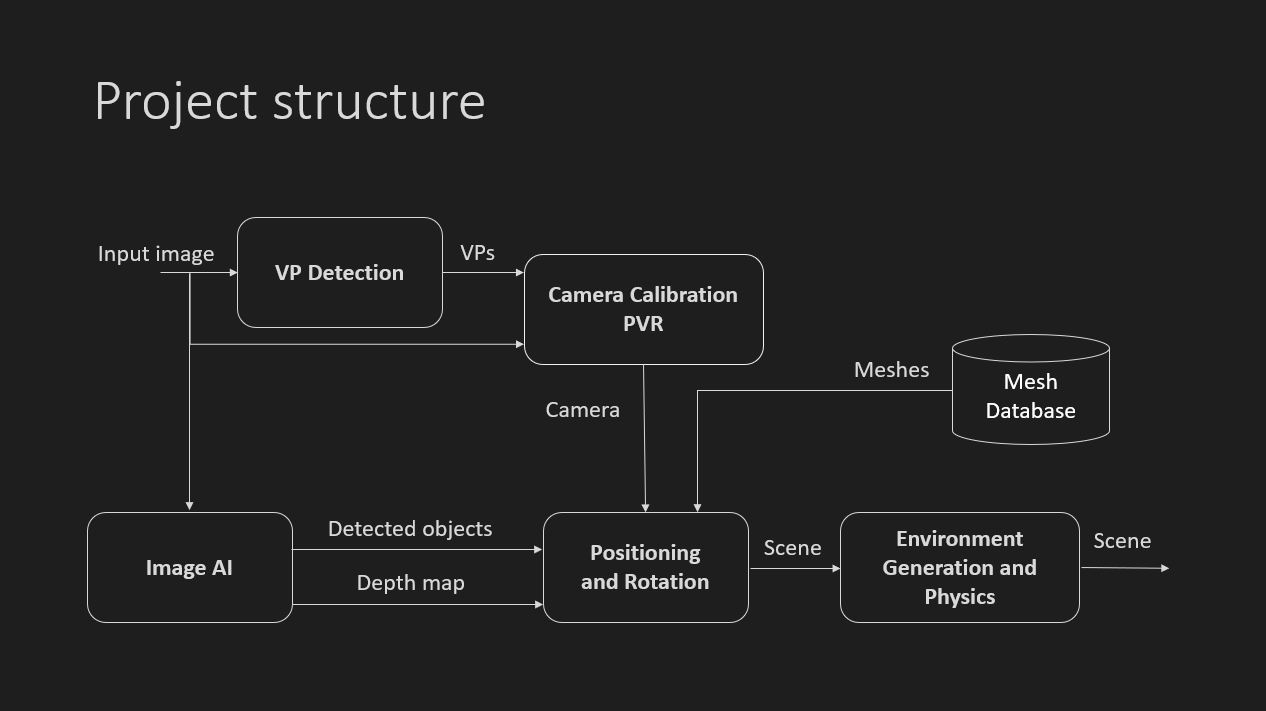 Project structure
Input image
VP Detection
VPs
Camera Calibration
PVR
Meshes
Mesh
Database
Camera
Image AI
Detected objects
Depth map
Positioning
and Rotation
Scene
Environment
Generation and
Physics
Scene